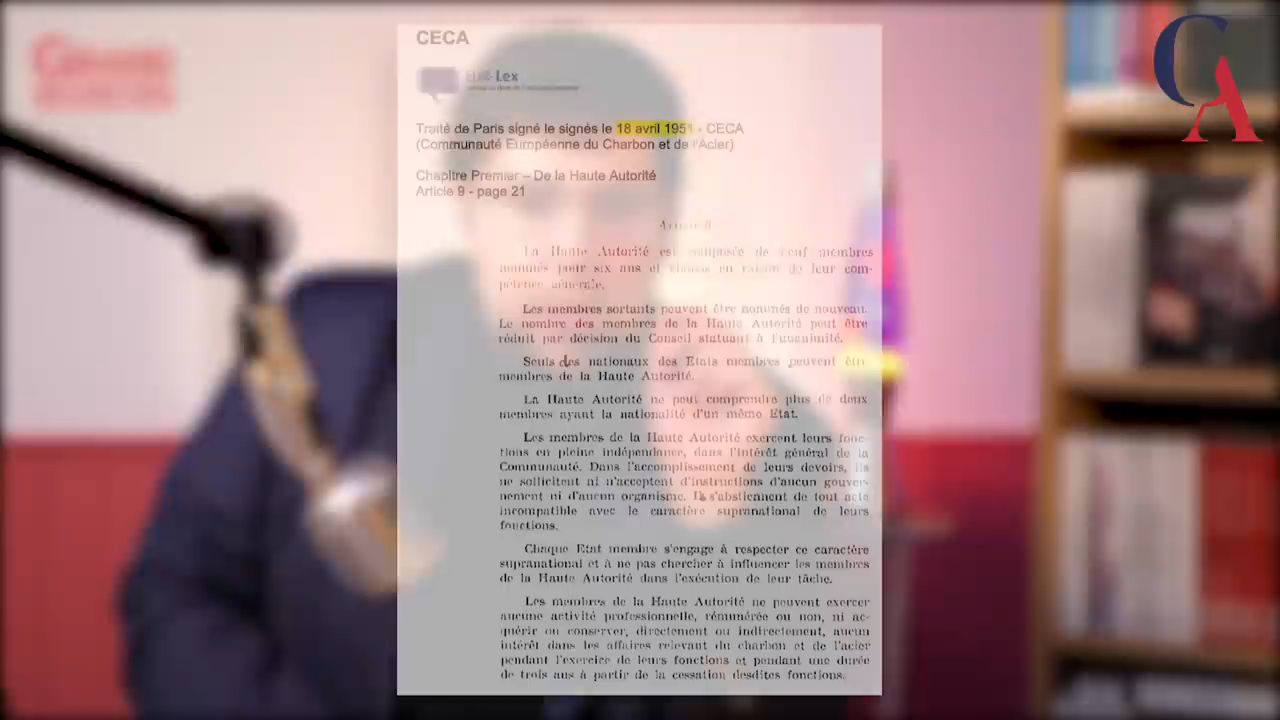 CA
CECA
EUR-Lex
Traité de Paris signé le signès le 18 avril 1951 - CECA
(Communauté Européenne du Charbon et de l'Acier)
Chapitre Premier – De la Haute Autorité
Article 9 - page 21
La Haute Autorité est composée de neuf membres
nommés pour six ans et choisis en raison de leur com-
pétence générale.
Les membres sortants peuvent être nommés de nouveau.
Le nombre des membres de la Haute Autorité peut être
réduit par décision du Conseil statuant à l'unanimité.
Seuls des nationaux des Etats membres peuvent être
membres de la Haute Autorité.
La Haute Autorité ne peut comprendre plus de deux
membres ayant la nationalité d'un même Etat.
Les membres de la Haute Autorité exercent leurs fonc-
tions en pleine indépendance, dans l'intérêt général de la
Communauté. Dans l'accomplissement de leurs devoirs, ils
ne sollicitent ni n'acceptent d'instructions d'aucun gouver-
nement ni d'aucun organisme. Ils s'abstiennent de tout acte
incompatible avec le caractère supranational de leurs
fonctions.
Chaque Etat membre s'engage à respecter ce caractère
supranational et à ne pas chercher à influencer les membres
de la Haute Autorité dans l'exécution de leur tâche.
Les membres de la Haute Autorité ne peuvent exercer
aucune activité professionnelle, rémunérée ou non, ni ac-
quérir ou conserver, directement ou indirectement, aucun
intérêt dans les affaires relevant du charbon et de l'acier
pendant l'exercice de leurs fonctions et pendant une durée
de trois ans à partir de la cessation desdites fonctions.